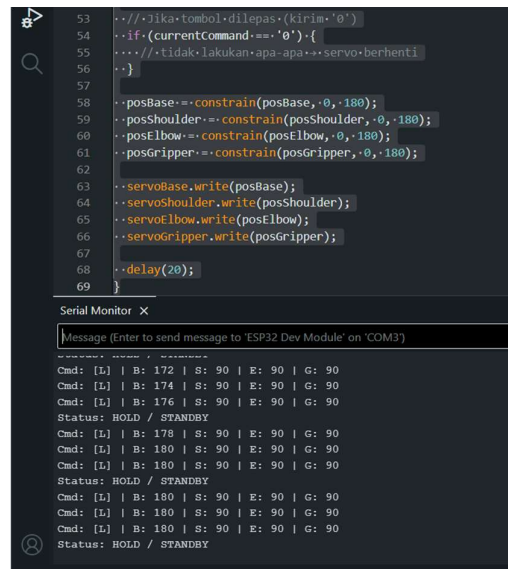 53 // Jika tombol dilepas (kirim '0')
54 if (currentCommand == '0') {
55 // tidak lakukan apa-apa → servo berhenti
56 }
57
58 posBase = constrain(posBase, 0, 180);
59 posShoulder = constrain(posShoulder, 0, 180);
60 posElbow = constrain(posElbow, 0, 180);
61 posGripper = constrain(posGripper, 0, 180);
62
63 servoBase.write(posBase);
64 servoShoulder.write(posShoulder);
65 servoElbow.write(posElbow);
66 servoGripper.write(posGripper);
67
68 delay(20);
69 }
Serial Monitor ×
Message (Enter to send message to 'ESP32 Dev Module' on 'COM3')
Cmd: [L] | B: 172 | S: 90 | E: 90 | G: 90
Cmd: [L] | B: 174 | S: 90 | E: 90 | G: 90
Cmd: [L] | B: 176 | S: 90 | E: 90 | G: 90
Status: HOLD / STANDBY
Cmd: [L] | B: 178 | S: 90 | E: 90 | G: 90
Cmd: [L] | B: 180 | S: 90 | E: 90 | G: 90
Cmd: [L] | B: 180 | S: 90 | E: 90 | G: 90
Status: HOLD / STANDBY
Cmd: [L] | B: 180 | S: 90 | E: 90 | G: 90
Cmd: [L] | B: 180 | S: 90 | E: 90 | G: 90
Cmd: [L] | B: 180 | S: 90 | E: 90 | G: 90
Status: HOLD / STANDBY